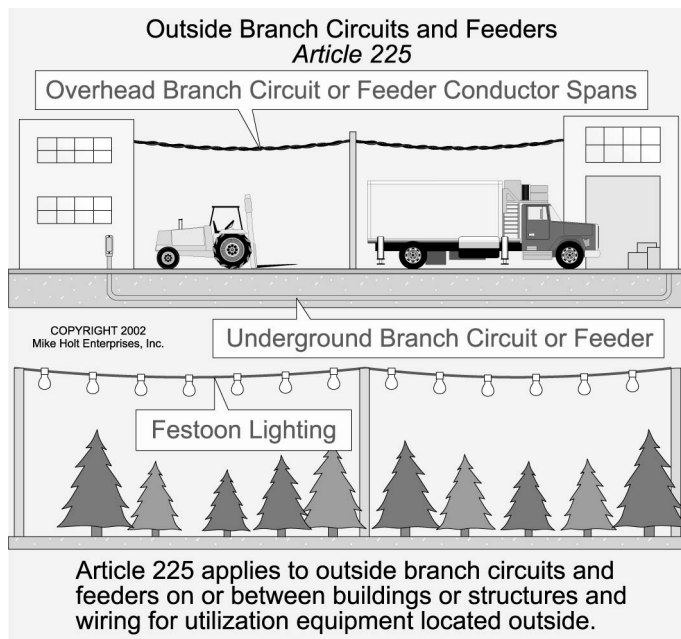 Outside Branch Circuits and Feeders
Article 225
Overhead Branch Circuit or Feeder Conductor Spans
COPYRIGHT 2002
Mike Holt Enterprises, Inc.
Underground Branch Circuit or Feeder
Festoon Lighting
Article 225 applies to outside branch circuits and
feeders on or between buildings or structures and
wiring for utilization equipment located outside.